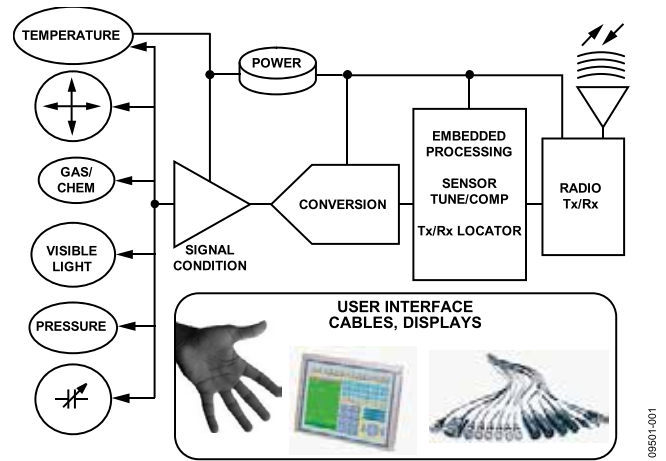 TEMPERATURE
POWER
GAS/
CHEM
VISIBLE
LIGHT
PRESSURE
SIGNAL
CONDITION
CONVERSION
EMBEDDED
PROCESSING
SENSOR
TUNE/COMP
Tx/Rx LOCATOR
RADIO
Tx/Rx
USER INTERFACE
CABLES, DISPLAYS
09501-001